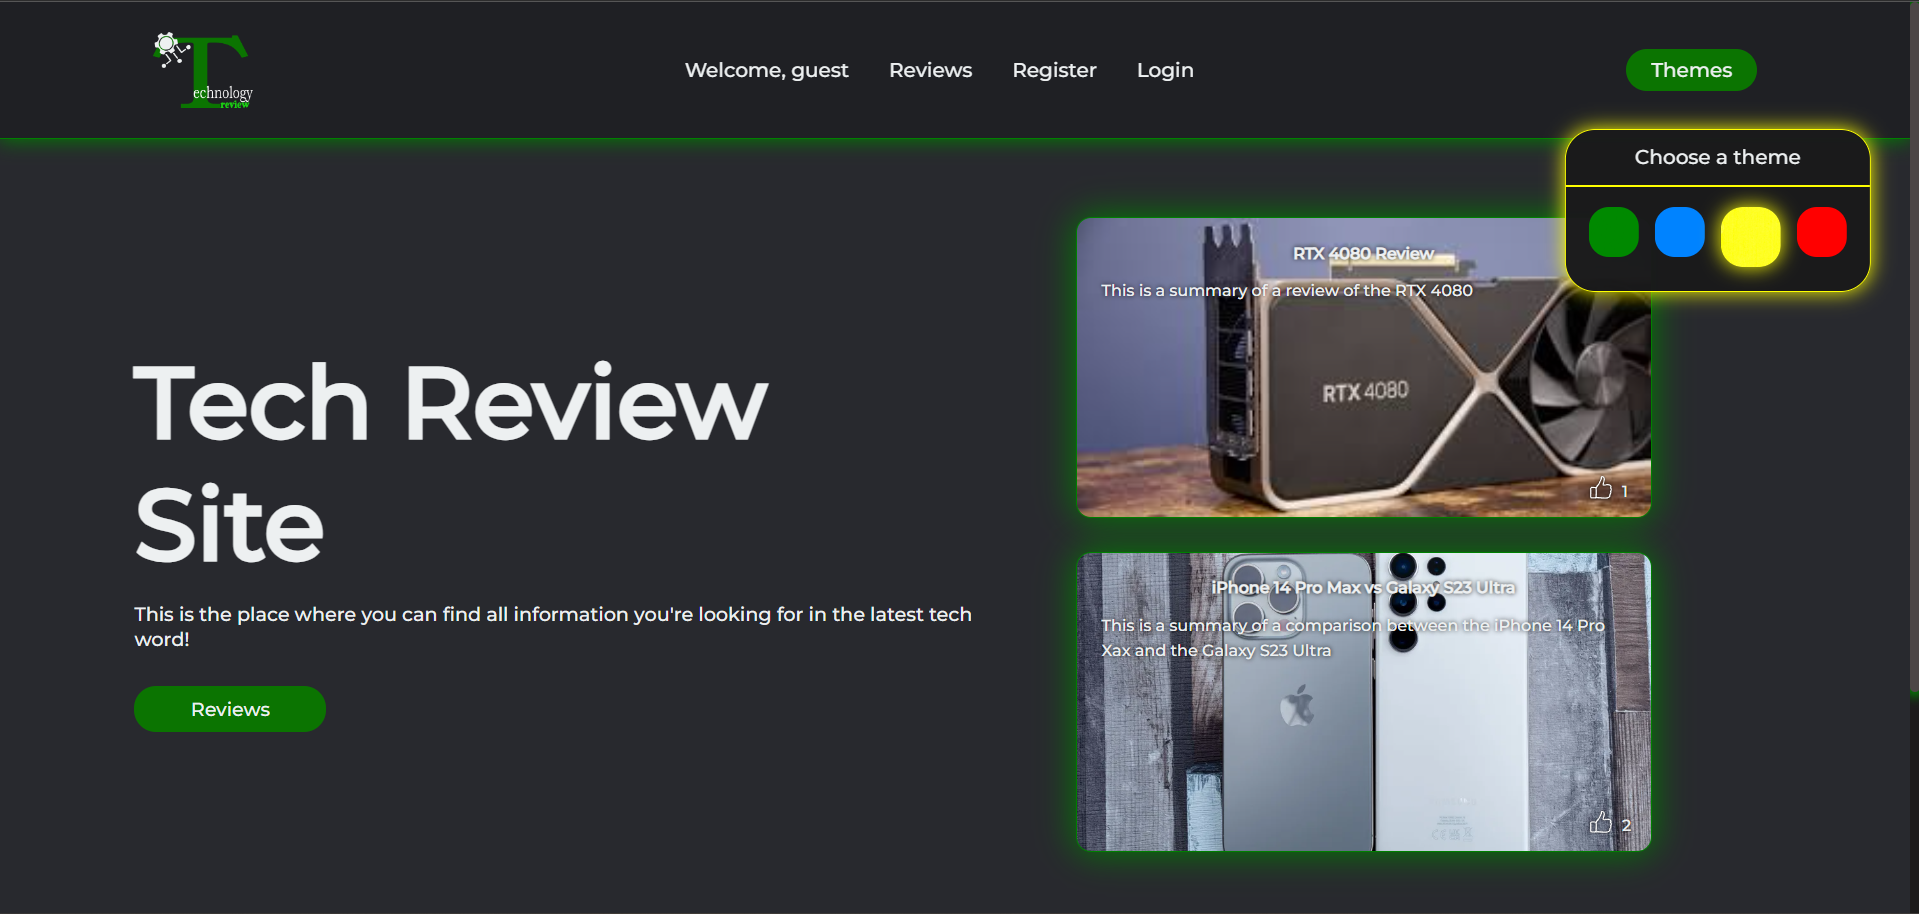 Technology
review
Welcome, guest
Reviews
Register
Login
Themes
Choose a theme
RTX 4080 Review
This is a summary of a review of the RTX 4080
RTX 4080
1
Tech Review
Site
This is the place where you can find all information you're looking for in the latest tech
word!
Reviews
iPhone 14 Pro Max vs Galaxy S23 Ultra
This is a summary of a comparison between the iPhone 14 Pro
Xax and the Galaxy S23 Ultra
2